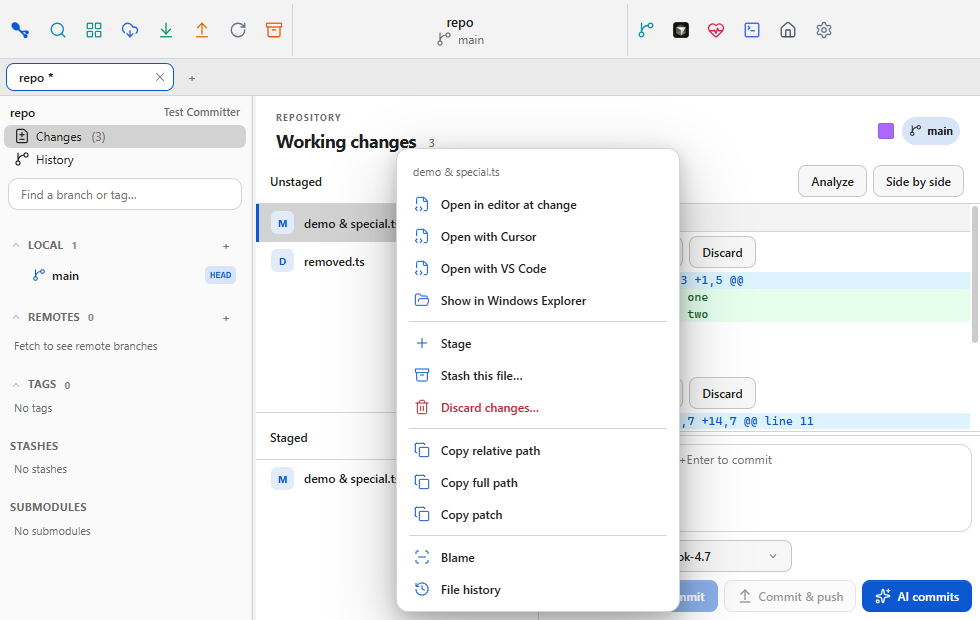 repo
main
repo *
+
repo
Test Committer
Changes (3)
History
Find a branch or tag...
LOCAL 1
+
main
HEAD
REMOTES 0
+
Fetch to see remote branches
TAGS 0
No tags
STASHES
No stashes
SUBMODULES
No submodules
REPOSITORY
Working changes 3
main
Unstaged
Analyze
Side by side
M demo & special.ts
D removed.ts
Staged
M demo & special.ts
demo & special.ts
Open in editor at change
Open with Cursor
Open with VS Code
Show in Windows Explorer
Stage
Stash this file...
Discard changes...
Copy relative path
Copy full path
Copy patch
Blame
File history
Discard
3 +1,5 @@
one
two
Discard
,7 +14,7 @@ line 11
+Enter to commit
ok-4.7
mmit
Commit & push
AI commits